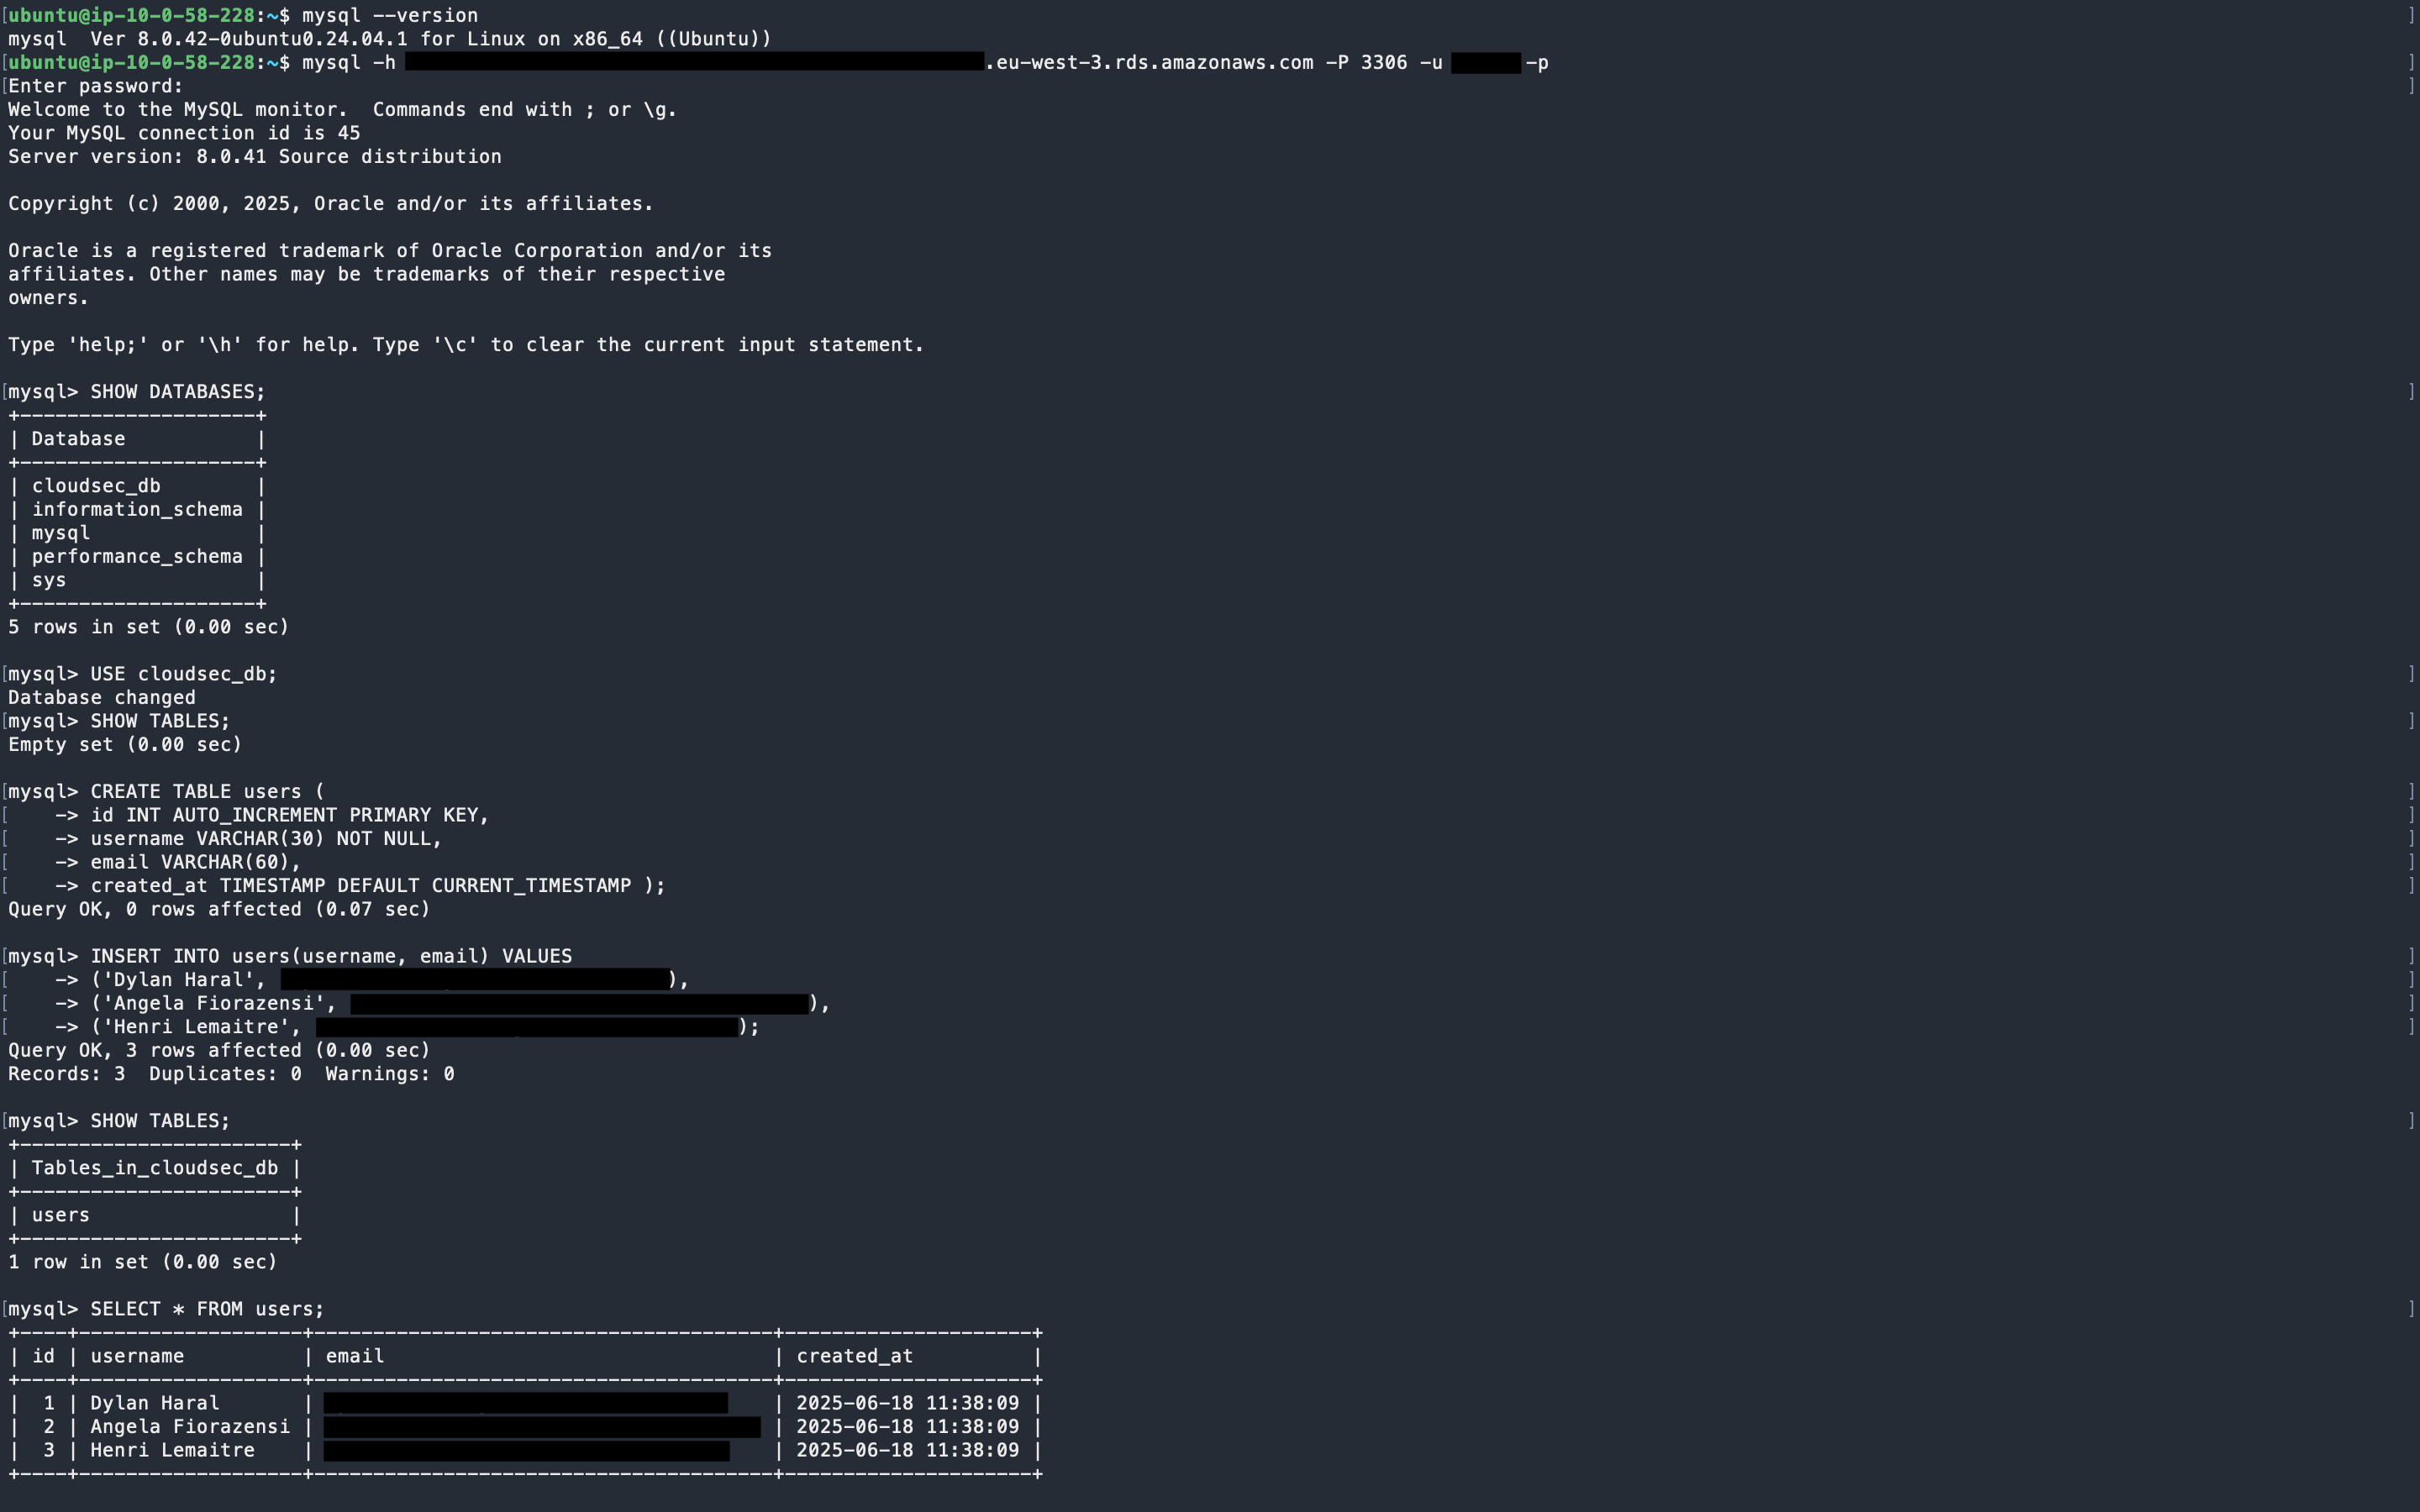 [ubuntu@ip-10-0-58-228:~$ mysql --version ]
mysql  Ver 8.0.42-0ubuntu0.24.04.1 for Linux on x86_64 ((Ubuntu))
[ubuntu@ip-10-0-58-228:~$ mysql -h .eu-west-3.rds.amazonaws.com -P 3306 -u -p ]
[Enter password: ]
Welcome to the MySQL monitor.  Commands end with ; or \g.
Your MySQL connection id is 45
Server version: 8.0.41 Source distribution
Copyright (c) 2000, 2025, Oracle and/or its affiliates.
Oracle is a registered trademark of Oracle Corporation and/or its
affiliates. Other names may be trademarks of their respective
owners.
Type 'help;' or '\h' for help. Type '\c' to clear the current input statement.
[mysql> SHOW DATABASES; ]
+--------------------+
| Database           |
+--------------------+
| cloudsec_db        |
| information_schema |
| mysql              |
| performance_schema |
| sys                |
+--------------------+
5 rows in set (0.00 sec)
[mysql> USE cloudsec_db; ]
Database changed
[mysql> SHOW TABLES; ]
Empty set (0.00 sec)
[mysql> CREATE TABLE users ( ]
[    -> id INT AUTO_INCREMENT PRIMARY KEY, ]
[    -> username VARCHAR(30) NOT NULL, ]
[    -> email VARCHAR(60), ]
[    -> created_at TIMESTAMP DEFAULT CURRENT_TIMESTAMP ); ]
Query OK, 0 rows affected (0.07 sec)
[mysql> INSERT INTO users(username, email) VALUES ]
[    -> ('Dylan Haral', ), ]
[    -> ('Angela Fiorazensi', ), ]
[    -> ('Henri Lemaitre', ); ]
Query OK, 3 rows affected (0.00 sec)
Records: 3  Duplicates: 0  Warnings: 0
[mysql> SHOW TABLES; ]
+-----------------------+
| Tables_in_cloudsec_db |
+-----------------------+
| users                 |
+-----------------------+
1 row in set (0.00 sec)
[mysql> SELECT * FROM users; ]
+----+-------------------+---------------------------------------+---------------------+
| id | username          | email                                 | created_at          |
+----+-------------------+---------------------------------------+---------------------+
|  1 | Dylan Haral       |                                       | 2025-06-18 11:38:09 |
|  2 | Angela Fiorazensi |                                       | 2025-06-18 11:38:09 |
|  3 | Henri Lemaitre    |                                       | 2025-06-18 11:38:09 |
+----+-------------------+---------------------------------------+---------------------+